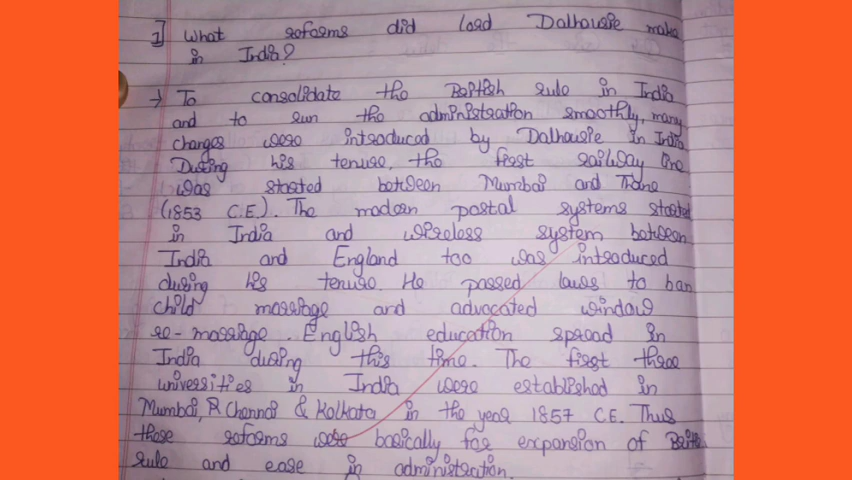 1] What reforms did lord Dalhousie make
in India?
→ To consolidate the British rule in India
and to run the administration smoothly, many
changes were introduced by Dalhousie in India
During his tenure, the first railway line
was started between Mumbai and Thane
(1853 C.E.). The modern postal systems started
in India and wireless system between
India and England too was introduced
during his tenure. He passed laws to ban
child marriage and advocated window
re-marriage. English education spread in
India during this time. The first three
universities in India were established in
Mumbai, Chennai & Kolkata in the year 1857 C.E. Thus
these reforms were basically for expansion of British
rule and ease in administration.